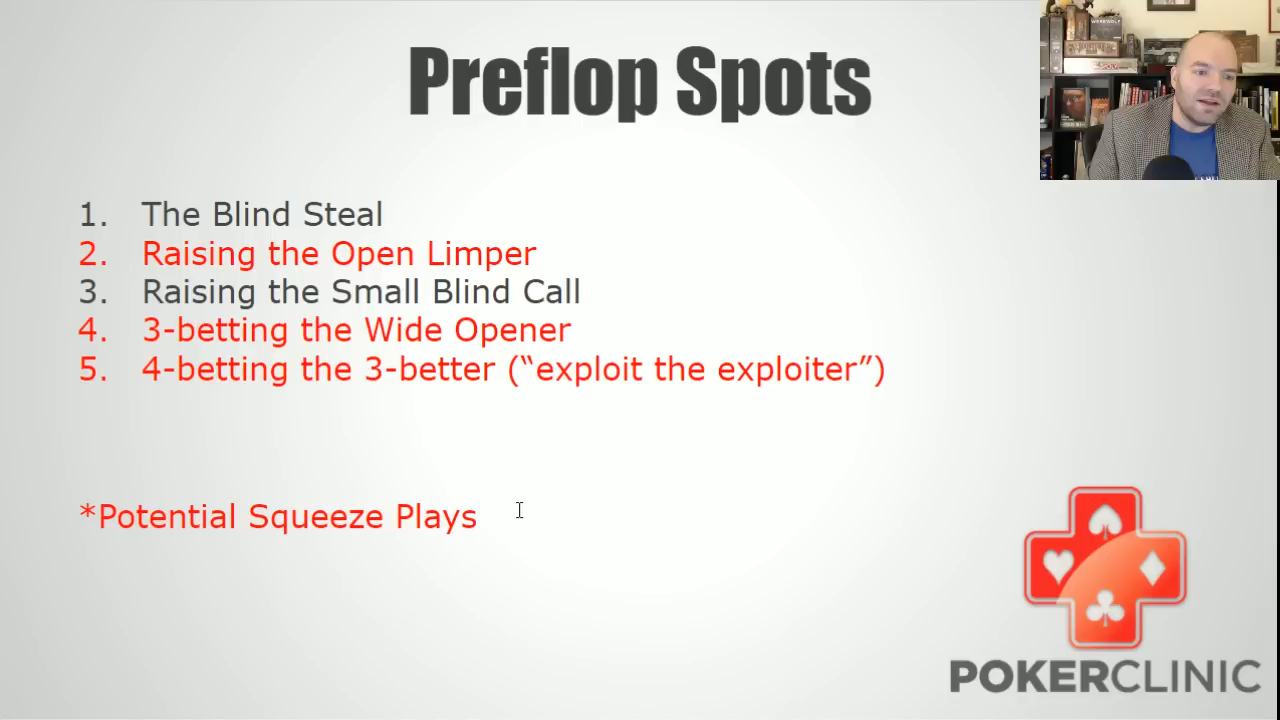 Preflop Spots
WEREWOLF
1. The Blind Steal
2. Raising the Open Limper
3. Raising the Small Blind Call
4. 3-betting the Wide Opener
5. 4-betting the 3-better (“exploit the exploiter”)
*Potential Squeeze Plays
POKERCLINIC